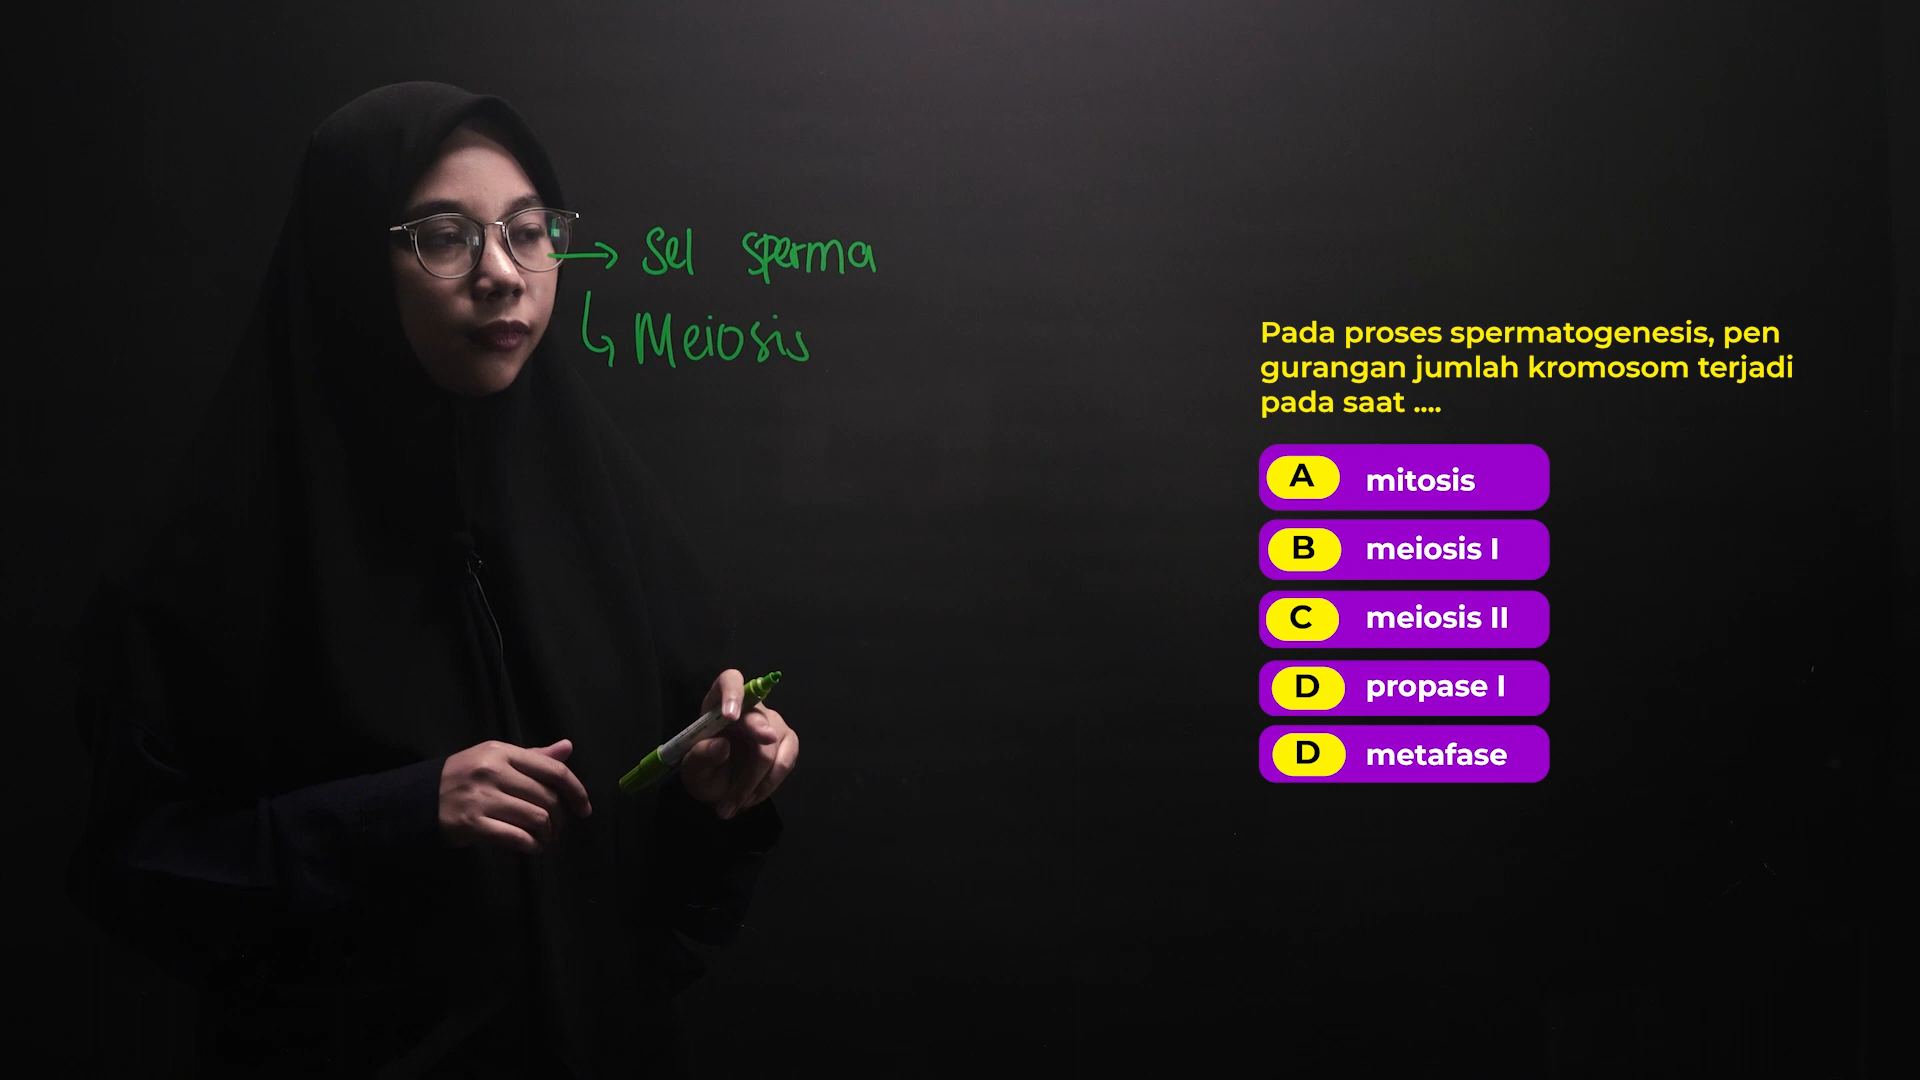 → Sel sperma
↳ Meiosis
Pada proses spermatogenesis, pen
gurangan jumlah kromosom terjadi
pada saat ....
A mitosis
B meiosis I
C meiosis II
D propase I
D metafase